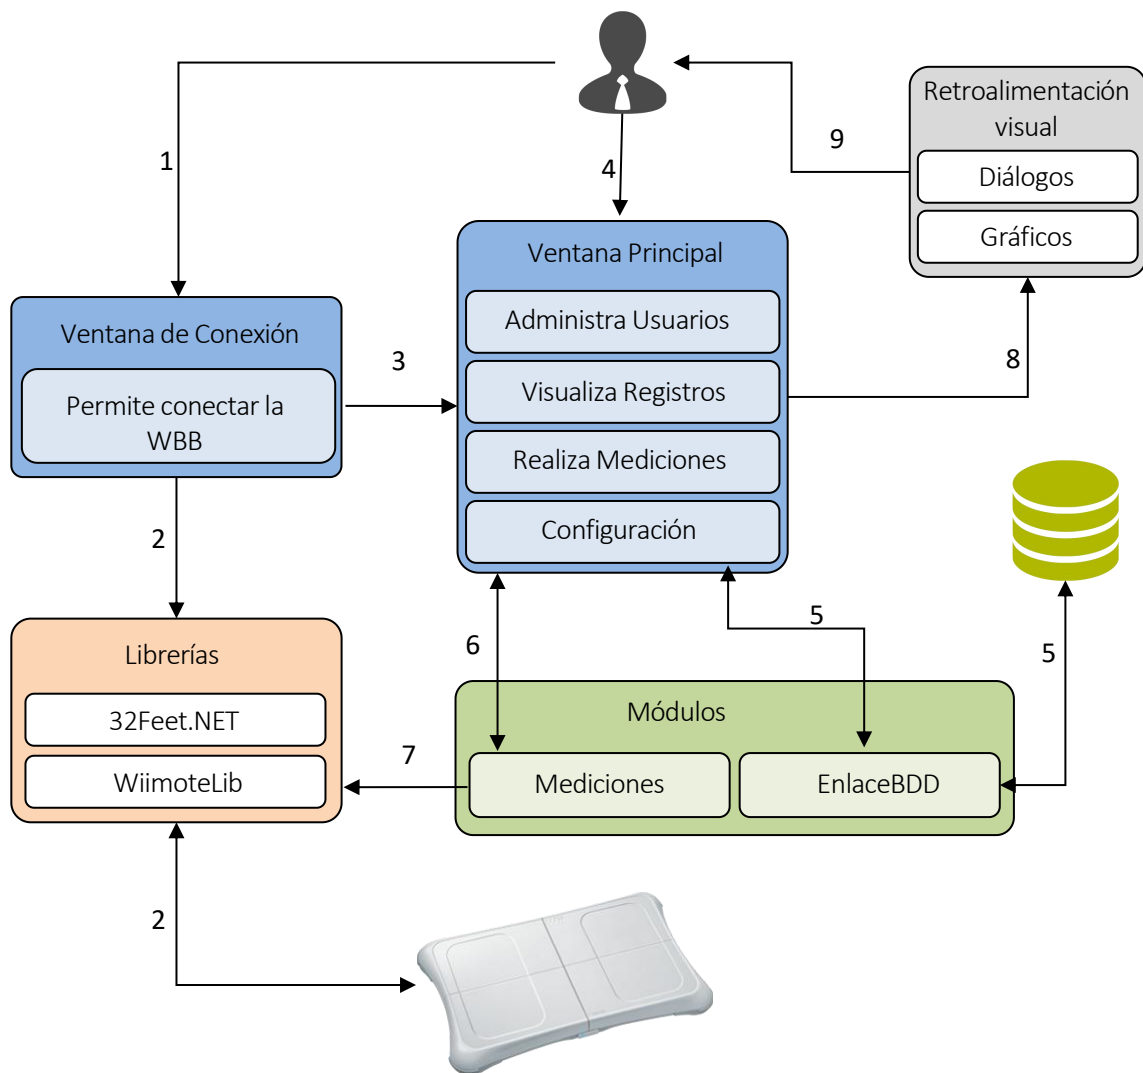 Retroalimentación
visual
Diálogos
Gráficos
9
1
4
Ventana Principal
Administra Usuarios
Visualiza Registros
Realiza Mediciones
Configuración
8
Ventana de Conexión
Permite conectar la
WBB
3
2
5
5
6
Librerías
32Feet.NET
WiimoteLib
Módulos
Mediciones
EnlaceBDD
7
2